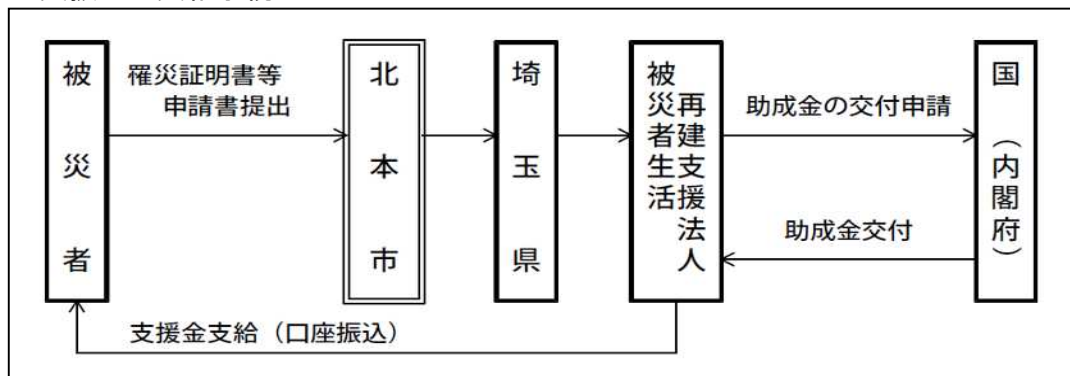 被災者
罹災証明書等
申請書提出
北本市
埼玉県
被災者生活
再建支援法人
助成金の交付申請
助成金交付
国（内閣府）
支援金支給（口座振込）